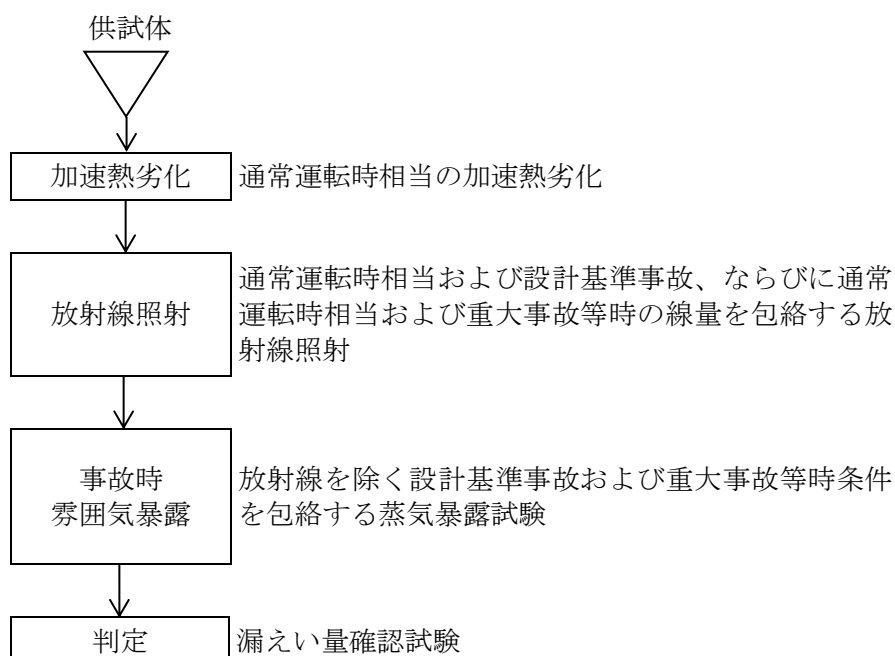 供試体
加速熱劣化
通常運転時相当の加速熱劣化
放射線照射
通常運転時相当および設計基準事故、ならびに通常
運転時相当および重大事故等時の線量を包絡する放
射線照射
事故時
雰囲気暴露
放射線を除く設計基準事故および重大事故等時条件
を包絡する蒸気暴露試験
判定
漏えい量確認試験